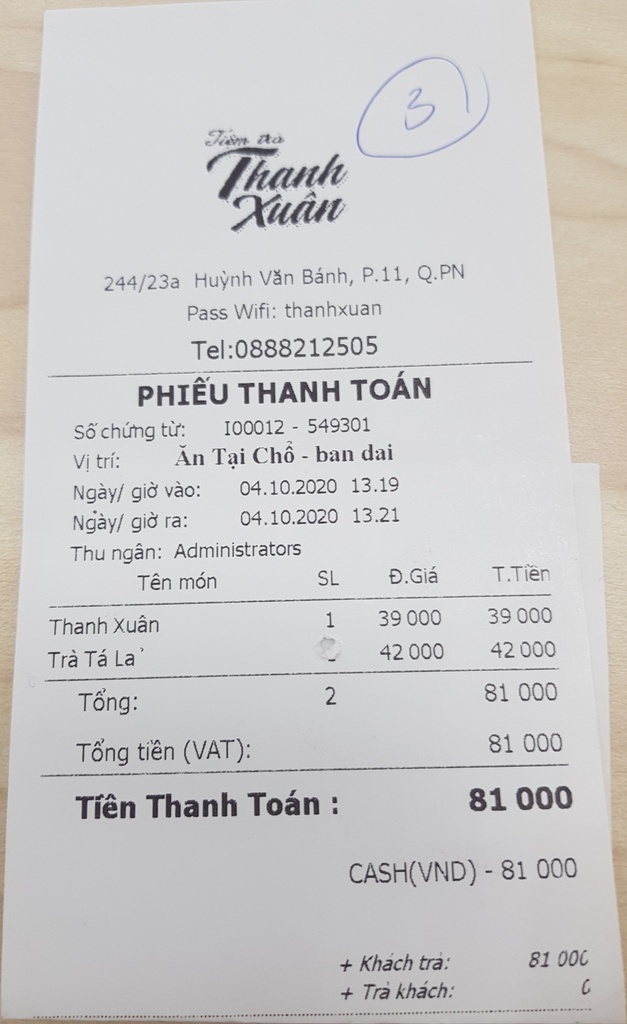 3
Tiệm trà
Thanh
Xuân
244/23a Huỳnh Văn Bánh, P.11, Q.PN
Pass Wifi: thanhxuan
Tel:0888212505
PHIẾU THANH TOÁN
Số chứng từ: I00012 - 549301
Vị trí: Ăn Tại Chổ - ban dai
Ngày/ giờ vào: 04.10.2020 13.19
Ngày/ giờ ra: 04.10.2020 13.21
Thu ngân: Administrators
Tên món SL Đ.Giá T.Tiền
Thanh Xuân 1 39 000 39 000
Trà Tá Lả 42 000 42 000
Tổng: 2 81 000
Tổng tiền (VAT): 81 000
Tiền Thanh Toán : 81 000
CASH(VND) - 81 000
+ Khách trả: 81 000
+ Trả khách: 0